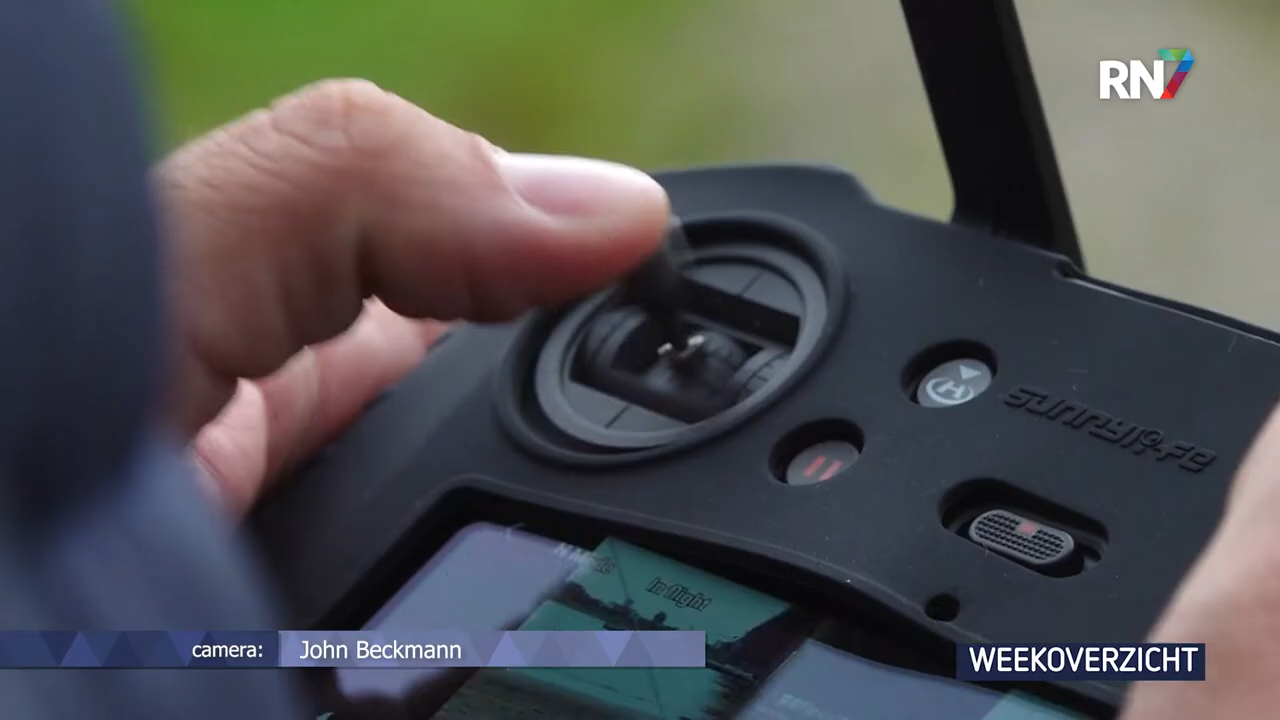 RN7
H
sunnylife
In flight
camera: John Beckmann
WEEKOVERZICHT